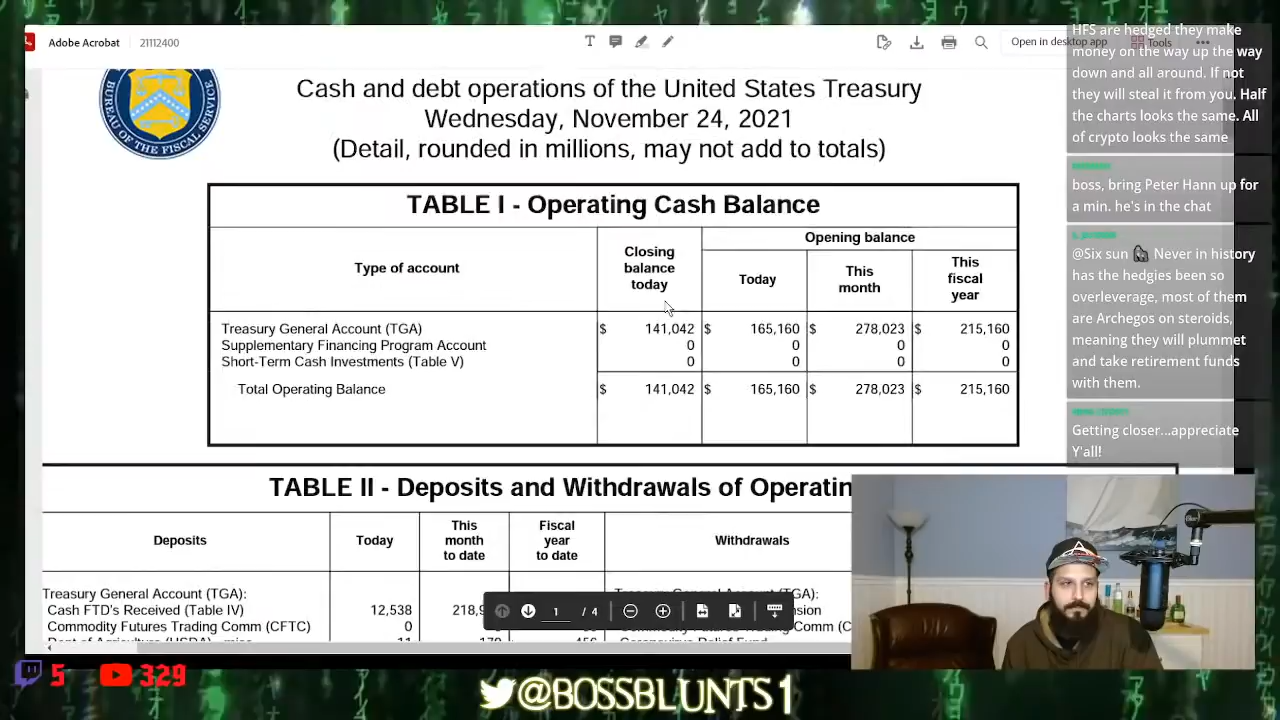 Adobe Acrobat
21112400
Open in desktop app
Tools
BUREAU OF THE FISCAL SERVICE
Cash and debt operations of the United States Treasury
Wednesday, November 24, 2021
(Detail, rounded in millions, may not add to totals)
TABLE I - Operating Cash Balance
Type of account
Closing
balance
today
Opening balance
Today
This
month
This
fiscal
year
Treasury General Account (TGA) $ 141,042 $ 165,160 $ 278,023 $ 215,160
Supplementary Financing Program Account 0 0 0 0
Short-Term Cash Investments (Table V) 0 0 0 0
Total Operating Balance $ 141,042 $ 165,160 $ 278,023 $ 215,160
TABLE II - Deposits and Withdrawals of Operatin
Deposits
Today
This
month
to date
Fiscal
year
to date
Withdrawals
Treasury General Account (TGA):
Cash FTD's Received (Table IV) 12,538 218,9
Commodity Futures Trading Comm (CFTC) 0
1 / 4
HFS are hedged they make
money on the way up the way
down and all around. If not
they will steal it from you. Half
the charts looks the same. All
of crypto looks the same
boss, bring Peter Hann up for
a min. he's in the chat
@Six sun Never in history
has the hedgies been so
overleverage, most of them
are Archegos on steroids,
meaning they will plummet
and take retirement funds
with them.
Getting closer...appreciate
Y'all!
5
329
@BOSSBLUNTS1